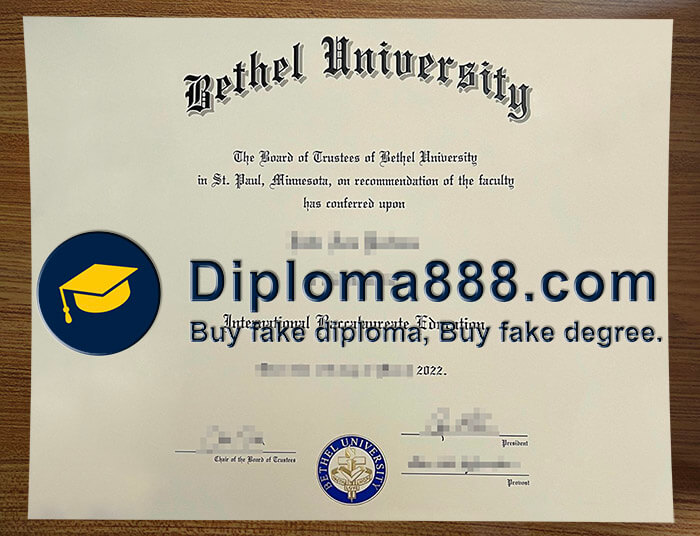 Bethel University
The Board of Trustees of Bethel University
in St. Paul, Minnesota, on recommendation of the faculty
has conferred upon
Diploma888.com
International Baccalaureate Education
Buy fake diploma, Buy fake degree.
2022.
President
Chair of the Board of Trustees
BETHEL UNIVERSITY
Provost